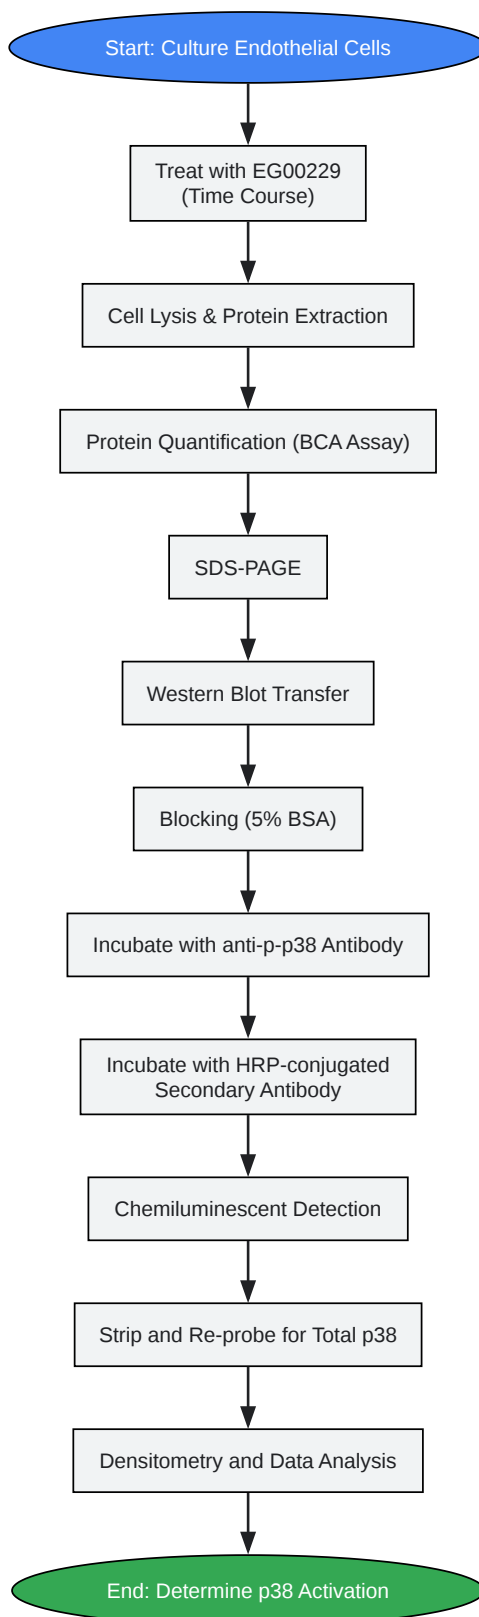 Start: Culture Endothelial Cells
Treat with EG00229
(Time Course)
Cell Lysis & Protein Extraction
Protein Quantification (BCA Assay)
SDS-PAGE
Western Blot Transfer
Blocking (5% BSA)
Incubate with anti-p-p38 Antibody
Incubate with HRP-conjugated
Secondary Antibody
Chemiluminescent Detection
Strip and Re-probe for Total p38
Densitometry and Data Analysis
End: Determine p38 Activation